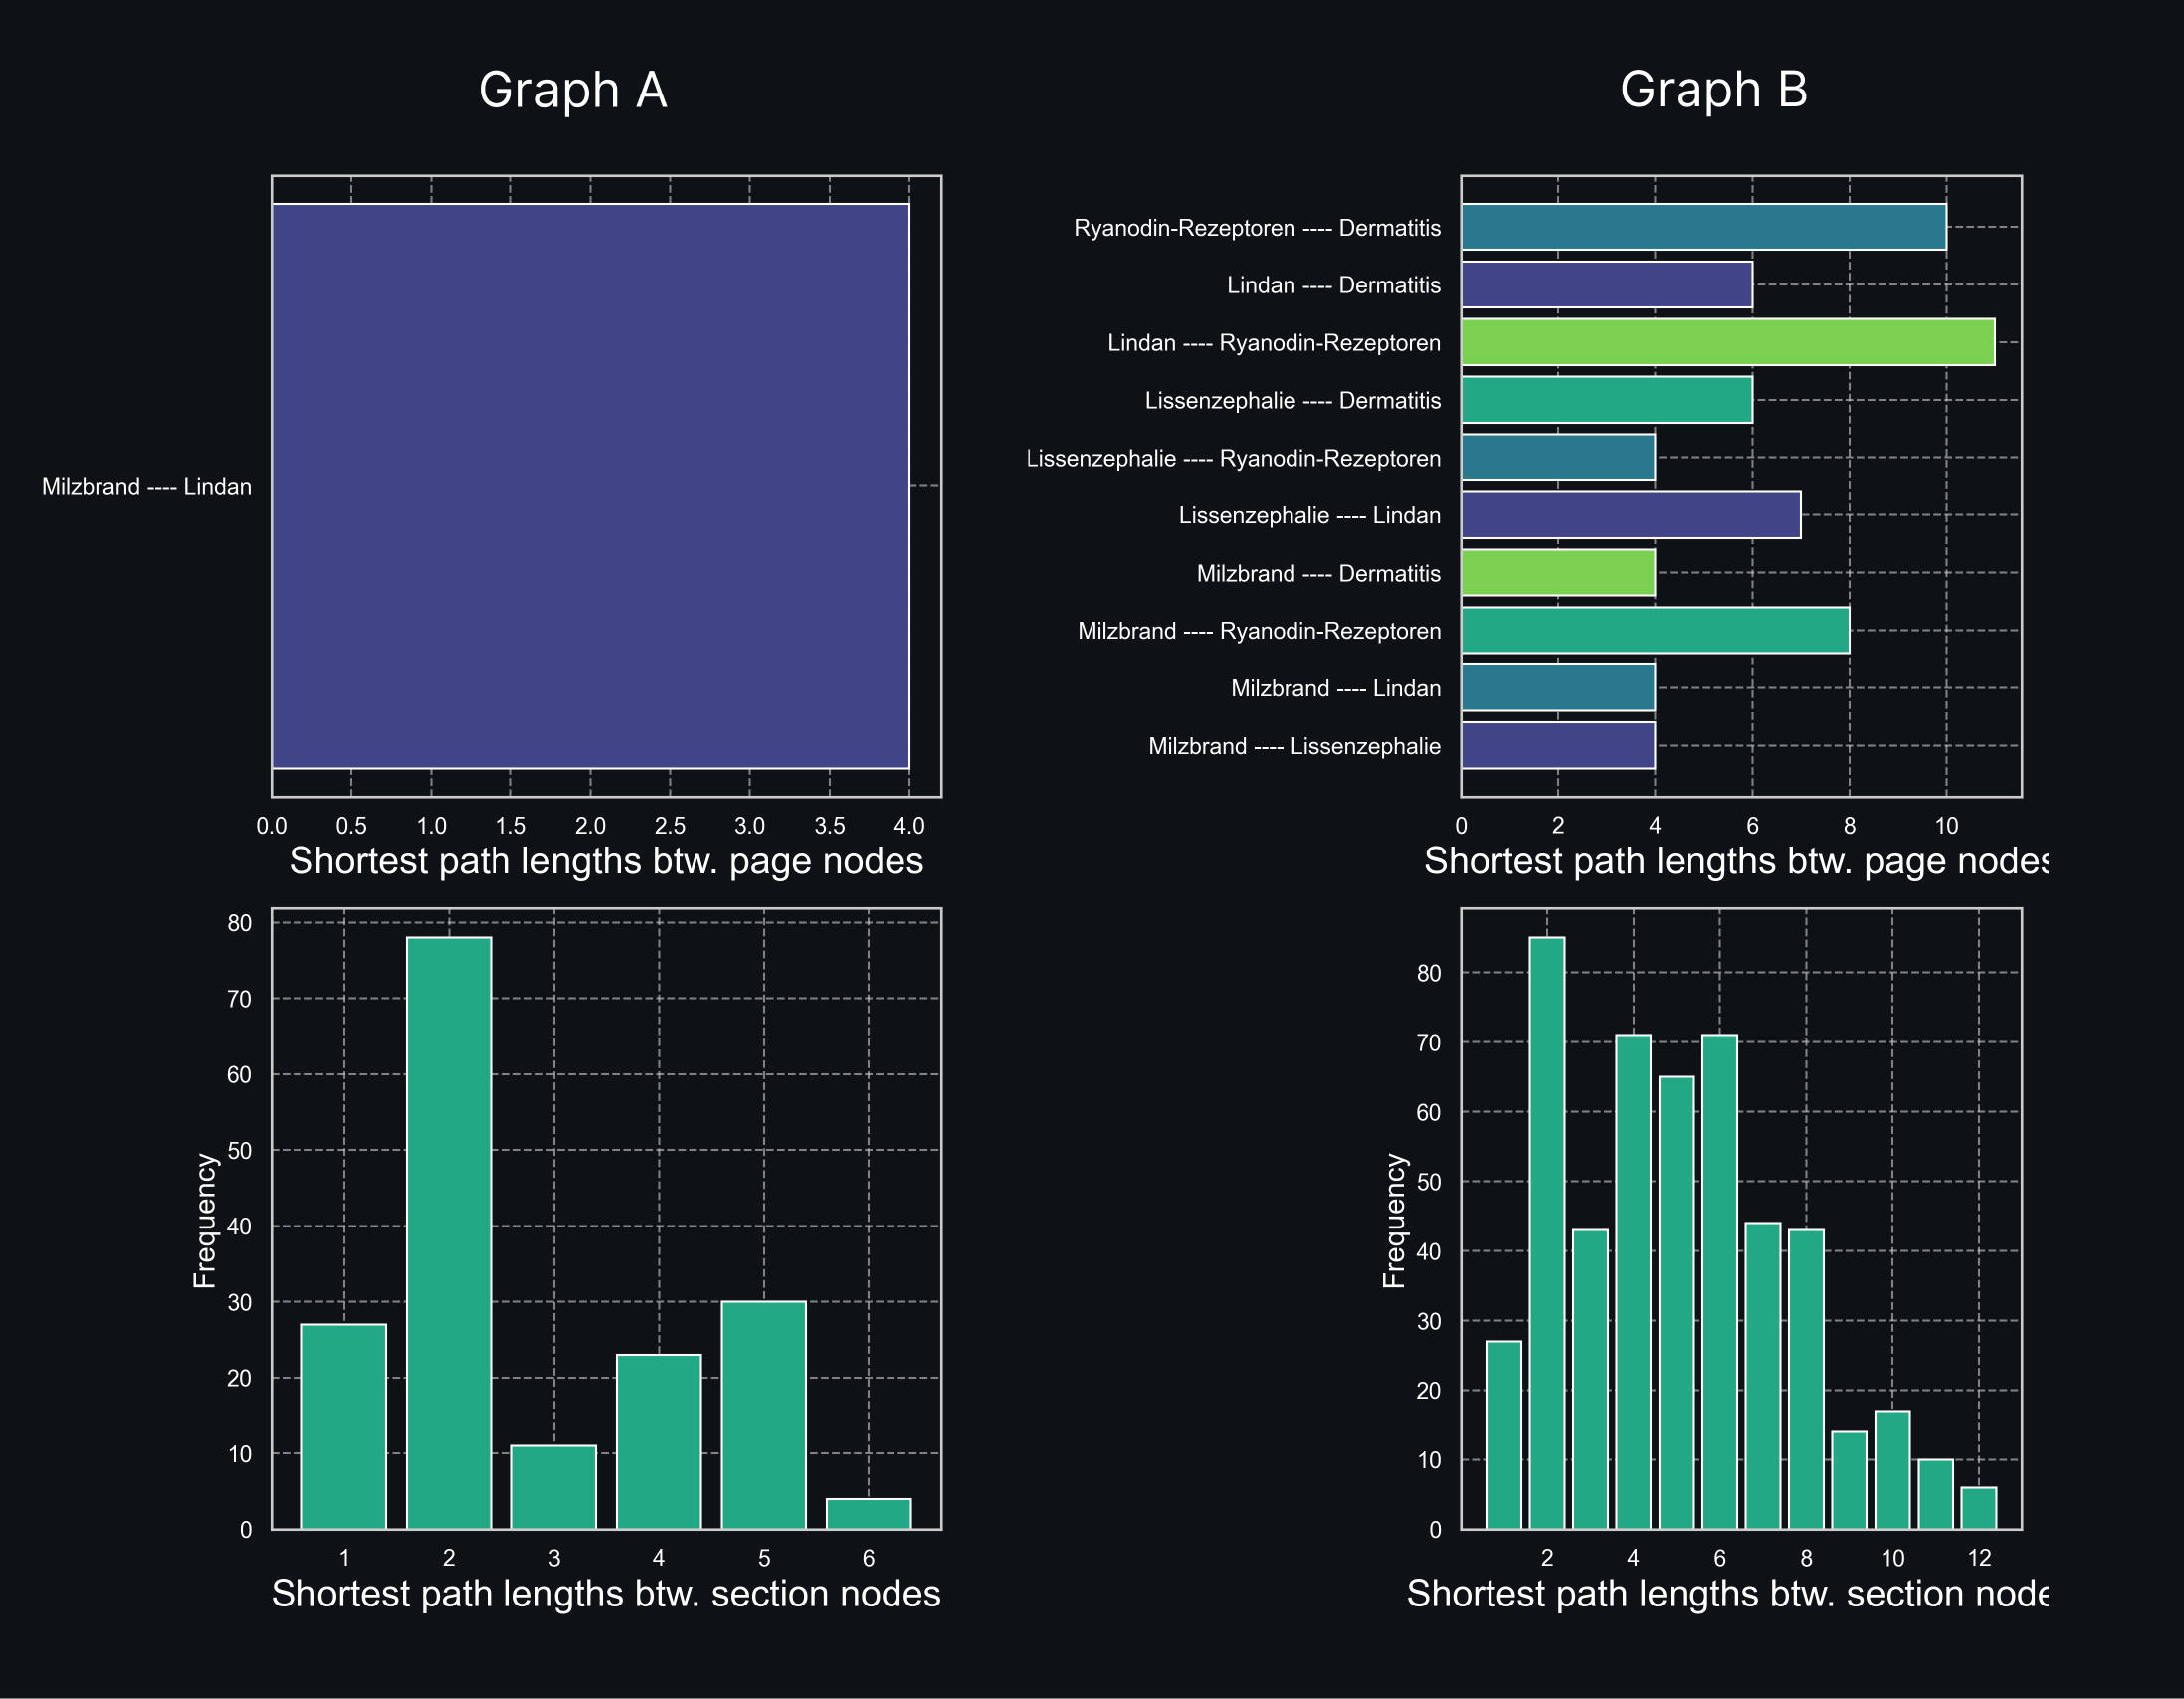 Graph A
Milzbrand ---- Lindan
0.0 0.5 1.0 1.5 2.0 2.5 3.0 3.5 4.0
Shortest path lengths btw. page nodes
80
70
60
50
40
30
20
10
0
Frequency
1 2 3 4 5 6
Shortest path lengths btw. section nodes
Graph B
Ryanodin-Rezeptoren ---- Dermatitis
Lindan ---- Dermatitis
Lindan ---- Ryanodin-Rezeptoren
Lissenzephalie ---- Dermatitis
Lissenzephalie ---- Ryanodin-Rezeptoren
Lissenzephalie ---- Lindan
Milzbrand ---- Dermatitis
Milzbrand ---- Ryanodin-Rezeptoren
Milzbrand ---- Lindan
Milzbrand ---- Lissenzephalie
0 2 4 6 8 10
Shortest path lengths btw. page nodes
80
70
60
50
40
30
20
10
0
Frequency
2 4 6 8 10 12
Shortest path lengths btw. section node